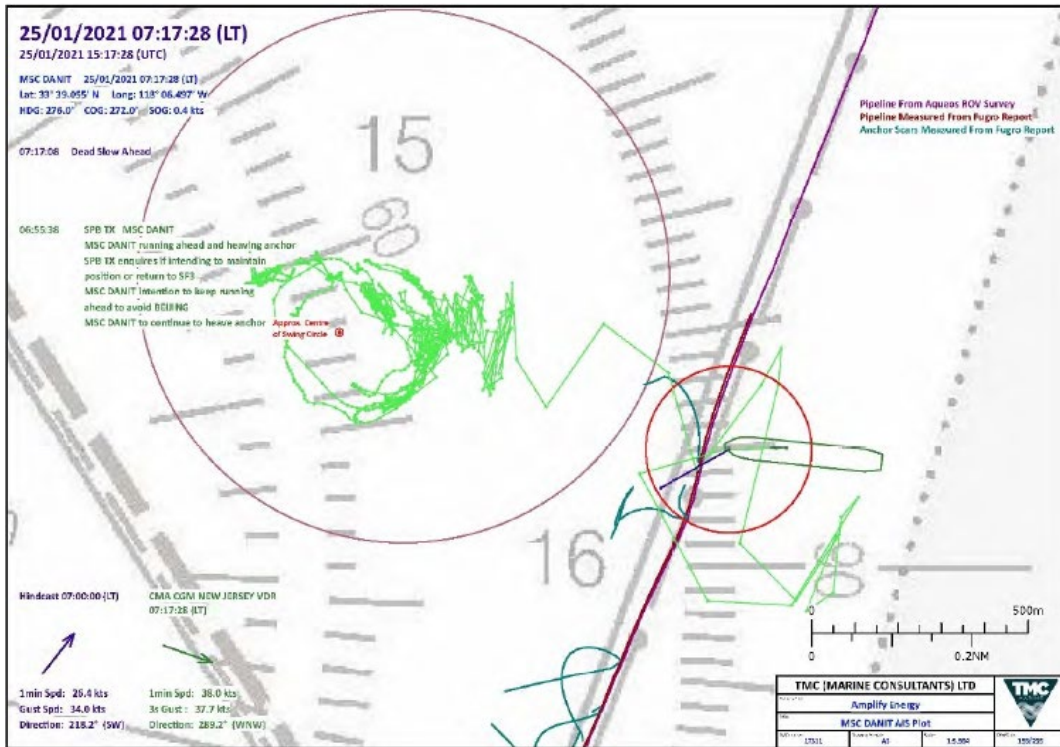 25/01/2021 07:17:28 (LT)
25/01/2021 15:17:28 (UTC)
MSC DANIT 25/01/2021 07:17:28 (LT)
Lat: 33° 39.055' N Long: 118° 06.497' W
HDG: 276.0° COG: 272.0° SOG: 0.4 kts
07:17:08 Dead Slow Ahead
Pipeline From Aqueos ROV Survey
Pipeline Measured From Fugro Report
Anchor Scars Measured From Fugro Report
15
60
06:55:38 SPB TX MSC DANIT
MSC DANIT running ahead and heaving anchor
SPB TX enquires if intending to maintain
position or return to SF3
MSC DANIT intention to keep running
ahead to avoid BEIJING
MSC DANIT to continue to heave anchor
Approx. Centre
of Swing Circle
16
80
Hindcast 07:00:00 (LT)
1min Spd: 26.4 kts
Gust Spd: 34.0 kts
Direction: 218.2° (SW)
CMA CGM NEW JERSEY VDR
07:17:28 (LT)
1min Spd: 38.0 kts
3s Gust : 37.7 kts
Direction: 289.2° (WNW)
0 500m
0 0.2NM
TMC (MARINE CONSULTANTS) LTD
Amplify Energy
MSC DANIT AIS Plot
A3
TMC